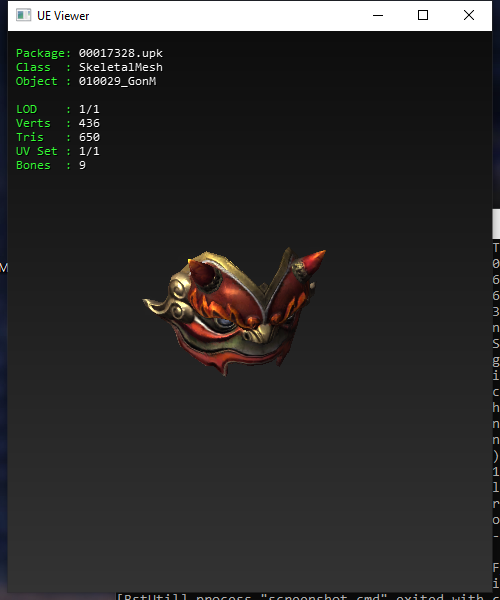 UE Viewer
Package: 00017328.upk
Class : SkeletalMesh
Object : 010029_GonM
LOD : 1/1
Verts : 436
Tris : 650
UV Set : 1/1
Bones : 9
M
T
0
6
6
3
n
S
g
i
c
h
n
n
)
1
l
r
o
-
F
i
[BstUtil] process "screenshot.cmd" exited with c